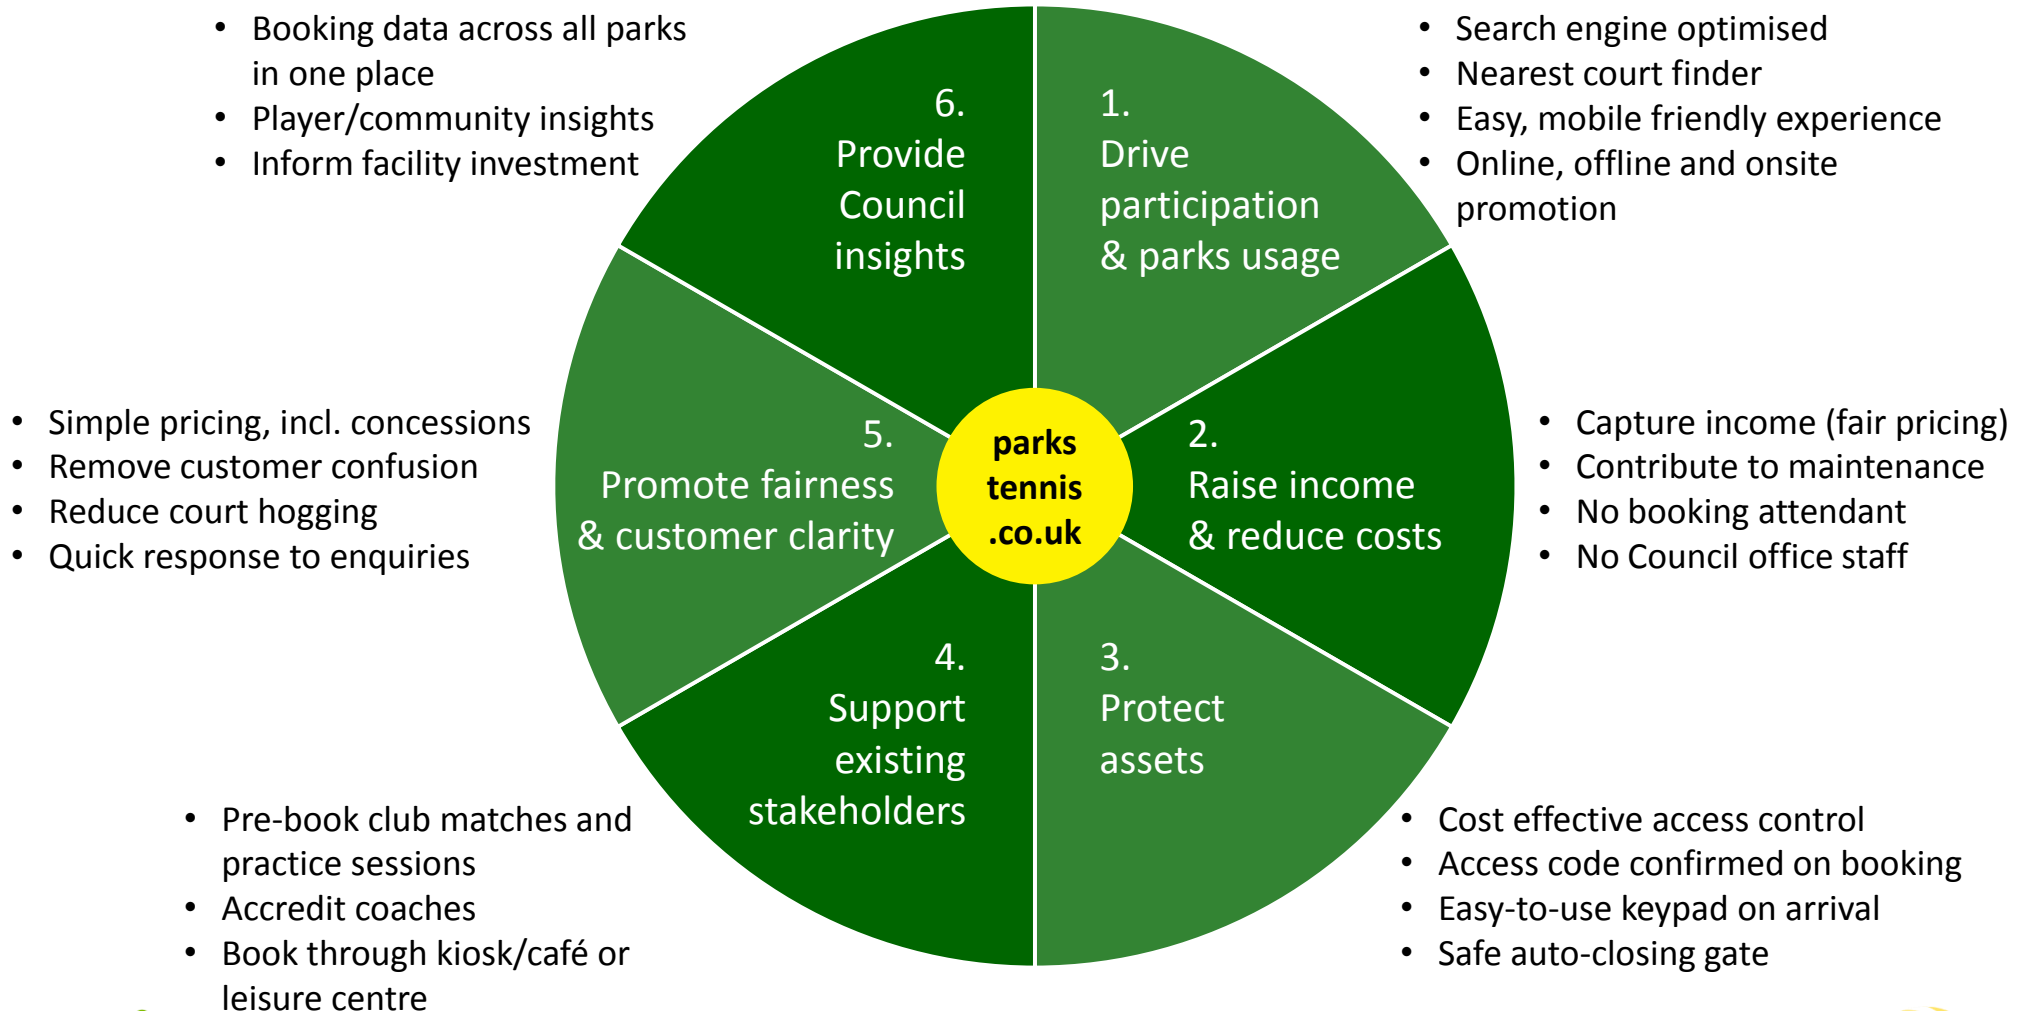 • Booking data across all parks
in one place
• Player/community insights
• Inform facility investment
6.
Provide
Council
insights
1.
Drive
participation
& parks usage
• Search engine optimised
• Nearest court finder
• Easy, mobile friendly experience
• Online, offline and onsite
promotion
• Simple pricing, incl. concessions
• Remove customer confusion
• Reduce court hogging
• Quick response to enquiries
5.
Promote fairness
& customer clarity
parks
tennis
.co.uk
2.
Raise income
& reduce costs
• Capture income (fair pricing)
• Contribute to maintenance
• No booking attendant
• No Council office staff
4.
Support
existing
stakeholders
3.
Protect
assets
• Pre-book club matches and
practice sessions
• Accredit coaches
• Book through kiosk/café or
leisure centre
• Cost effective access control
• Access code confirmed on booking
• Easy-to-use keypad on arrival
• Safe auto-closing gate